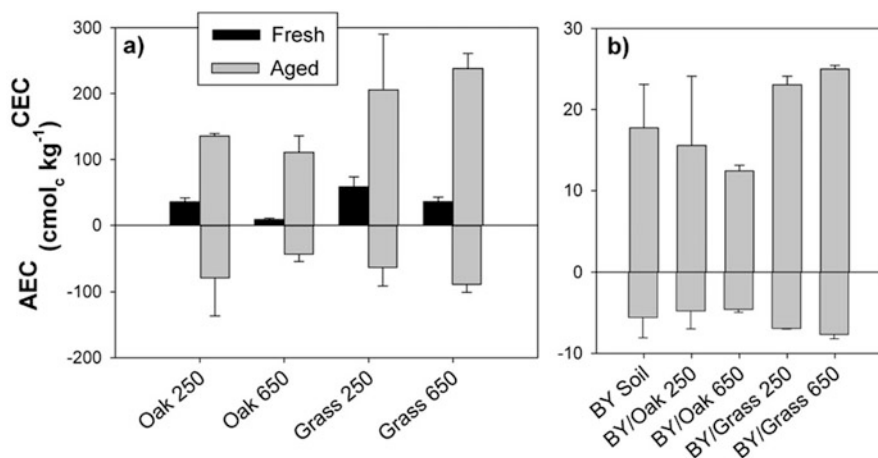 a)
Fresh
Aged
300
200
100
0
-100
-200
AEC (cmolc kg-1) CEC
Oak 250
Oak 650
Grass 250
Grass 650
b)
30
20
10
0
-10
BY Soil
BY/Oak 250
BY/Oak 650
BY/Grass 250
BY/Grass 650